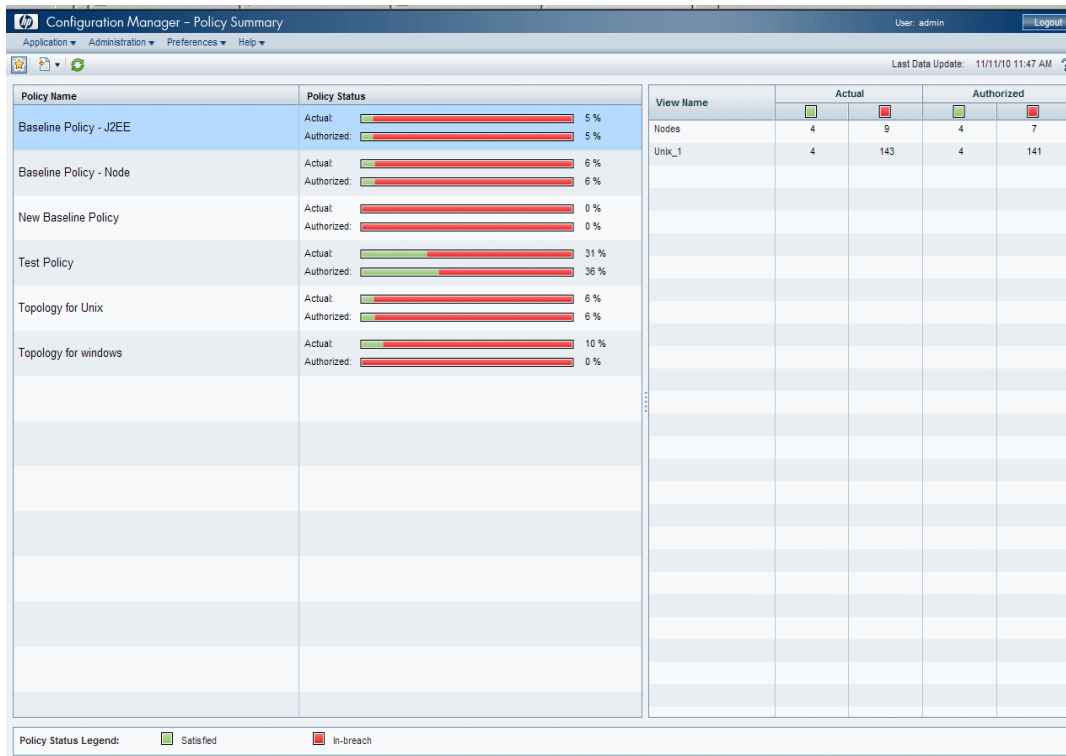 hp Configuration Manager – Policy Summary User: admin Logout
Application Administration Preferences Help
Last Data Update: 11/11/10 11:47 AM
Policy Name Policy Status
Baseline Policy - J2EE
Actual: 5 %
Authorized: 5 %
Baseline Policy - Node
Actual: 6 %
Authorized: 6 %
New Baseline Policy
Actual: 0 %
Authorized: 0 %
Test Policy
Actual: 31 %
Authorized: 36 %
Topology for Unix
Actual: 6 %
Authorized: 6 %
Topology for windows
Actual: 10 %
Authorized: 0 %
View Name Actual Authorized
Nodes 4 9 4 7
Unix_1 4 143 4 141
Policy Status Legend: Satisfied In-breach